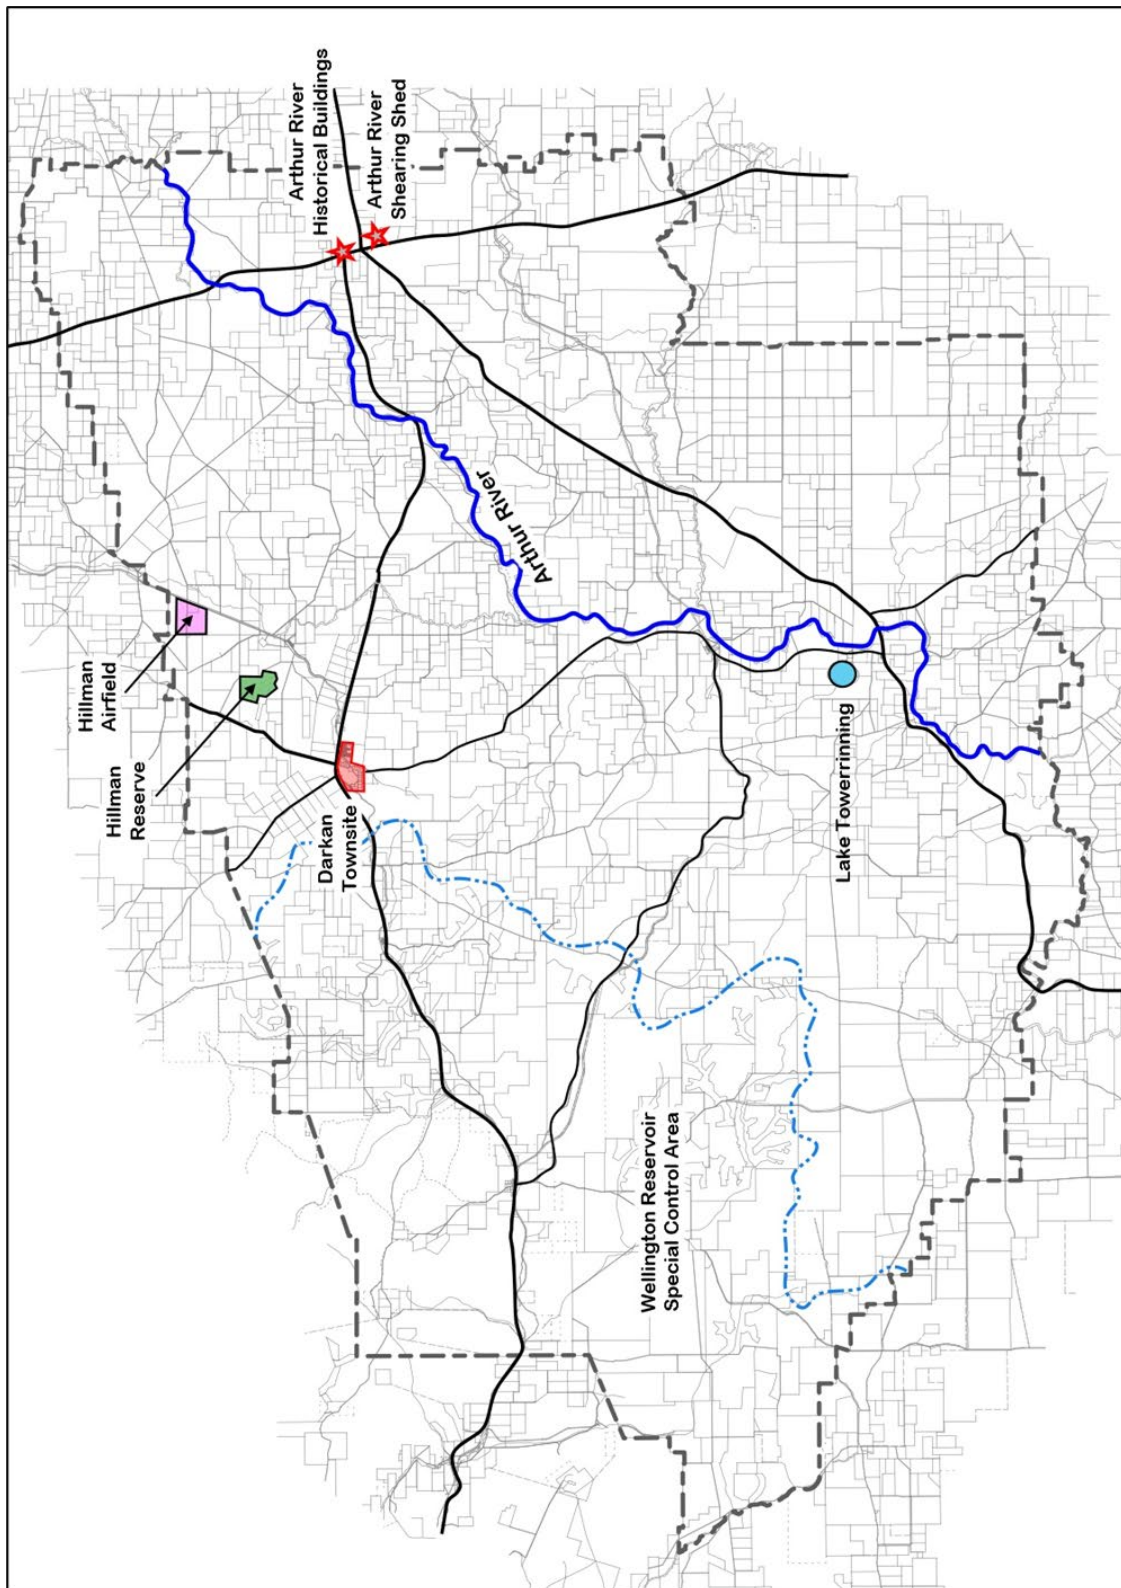 Arthur River
Historical Buildings
Arthur River
Shearing Shed
Hillman
Airfield
Hillman
Reserve
Darkan
Townsite
Arthur River
Lake Towerrinning
Wellington Reservoir
Special Control Area